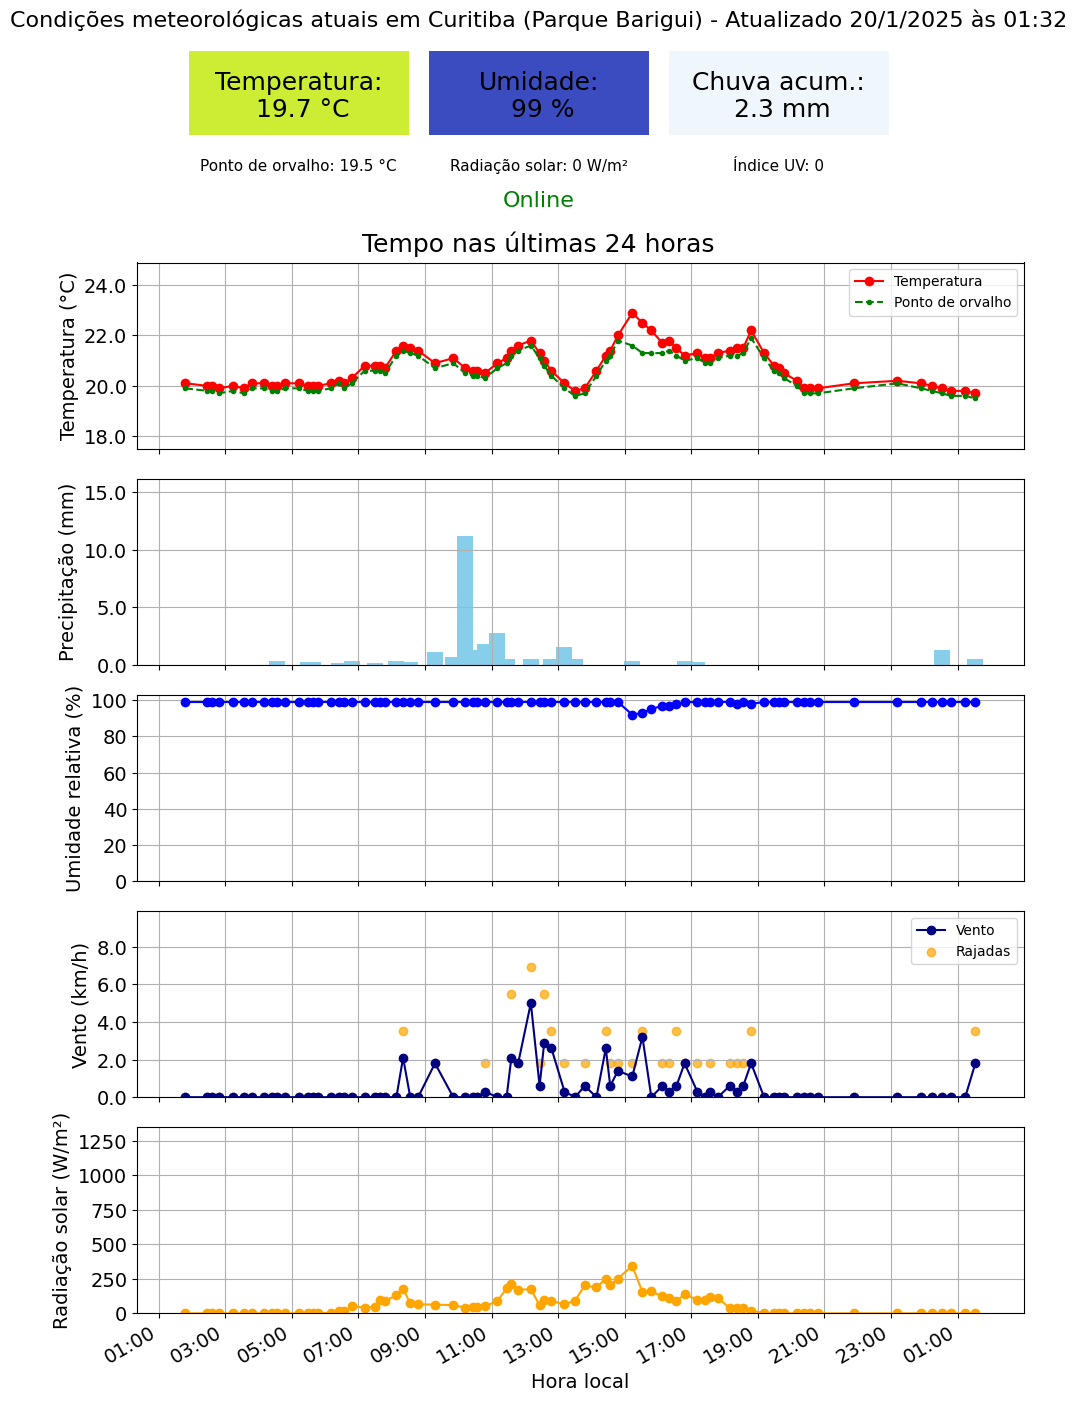 Condições meteorológicas atuais em Curitiba (Parque Barigui) - Atualizado 20/1/2025 às 01:32
Temperatura:
19.7 °C
Umidade:
99 %
Chuva acum.:
2.3 mm
Ponto de orvalho: 19.5 °C
Radiação solar: 0 W/m²
Índice UV: 0
Online
Tempo nas últimas 24 horas
Temperatura (°C)
24.0
22.0
20.0
18.0
Temperatura
Ponto de orvalho
Precipitação (mm)
15.0
10.0
5.0
0.0
Umidade relativa (%)
100
80
60
40
20
0
Vento (km/h)
8.0
6.0
4.0
2.0
0.0
Vento
Rajadas
Radiação solar (W/m²)
1250
1000
750
500
250
0
01:00
03:00
05:00
07:00
09:00
11:00
13:00
15:00
17:00
19:00
21:00
23:00
01:00
Hora local